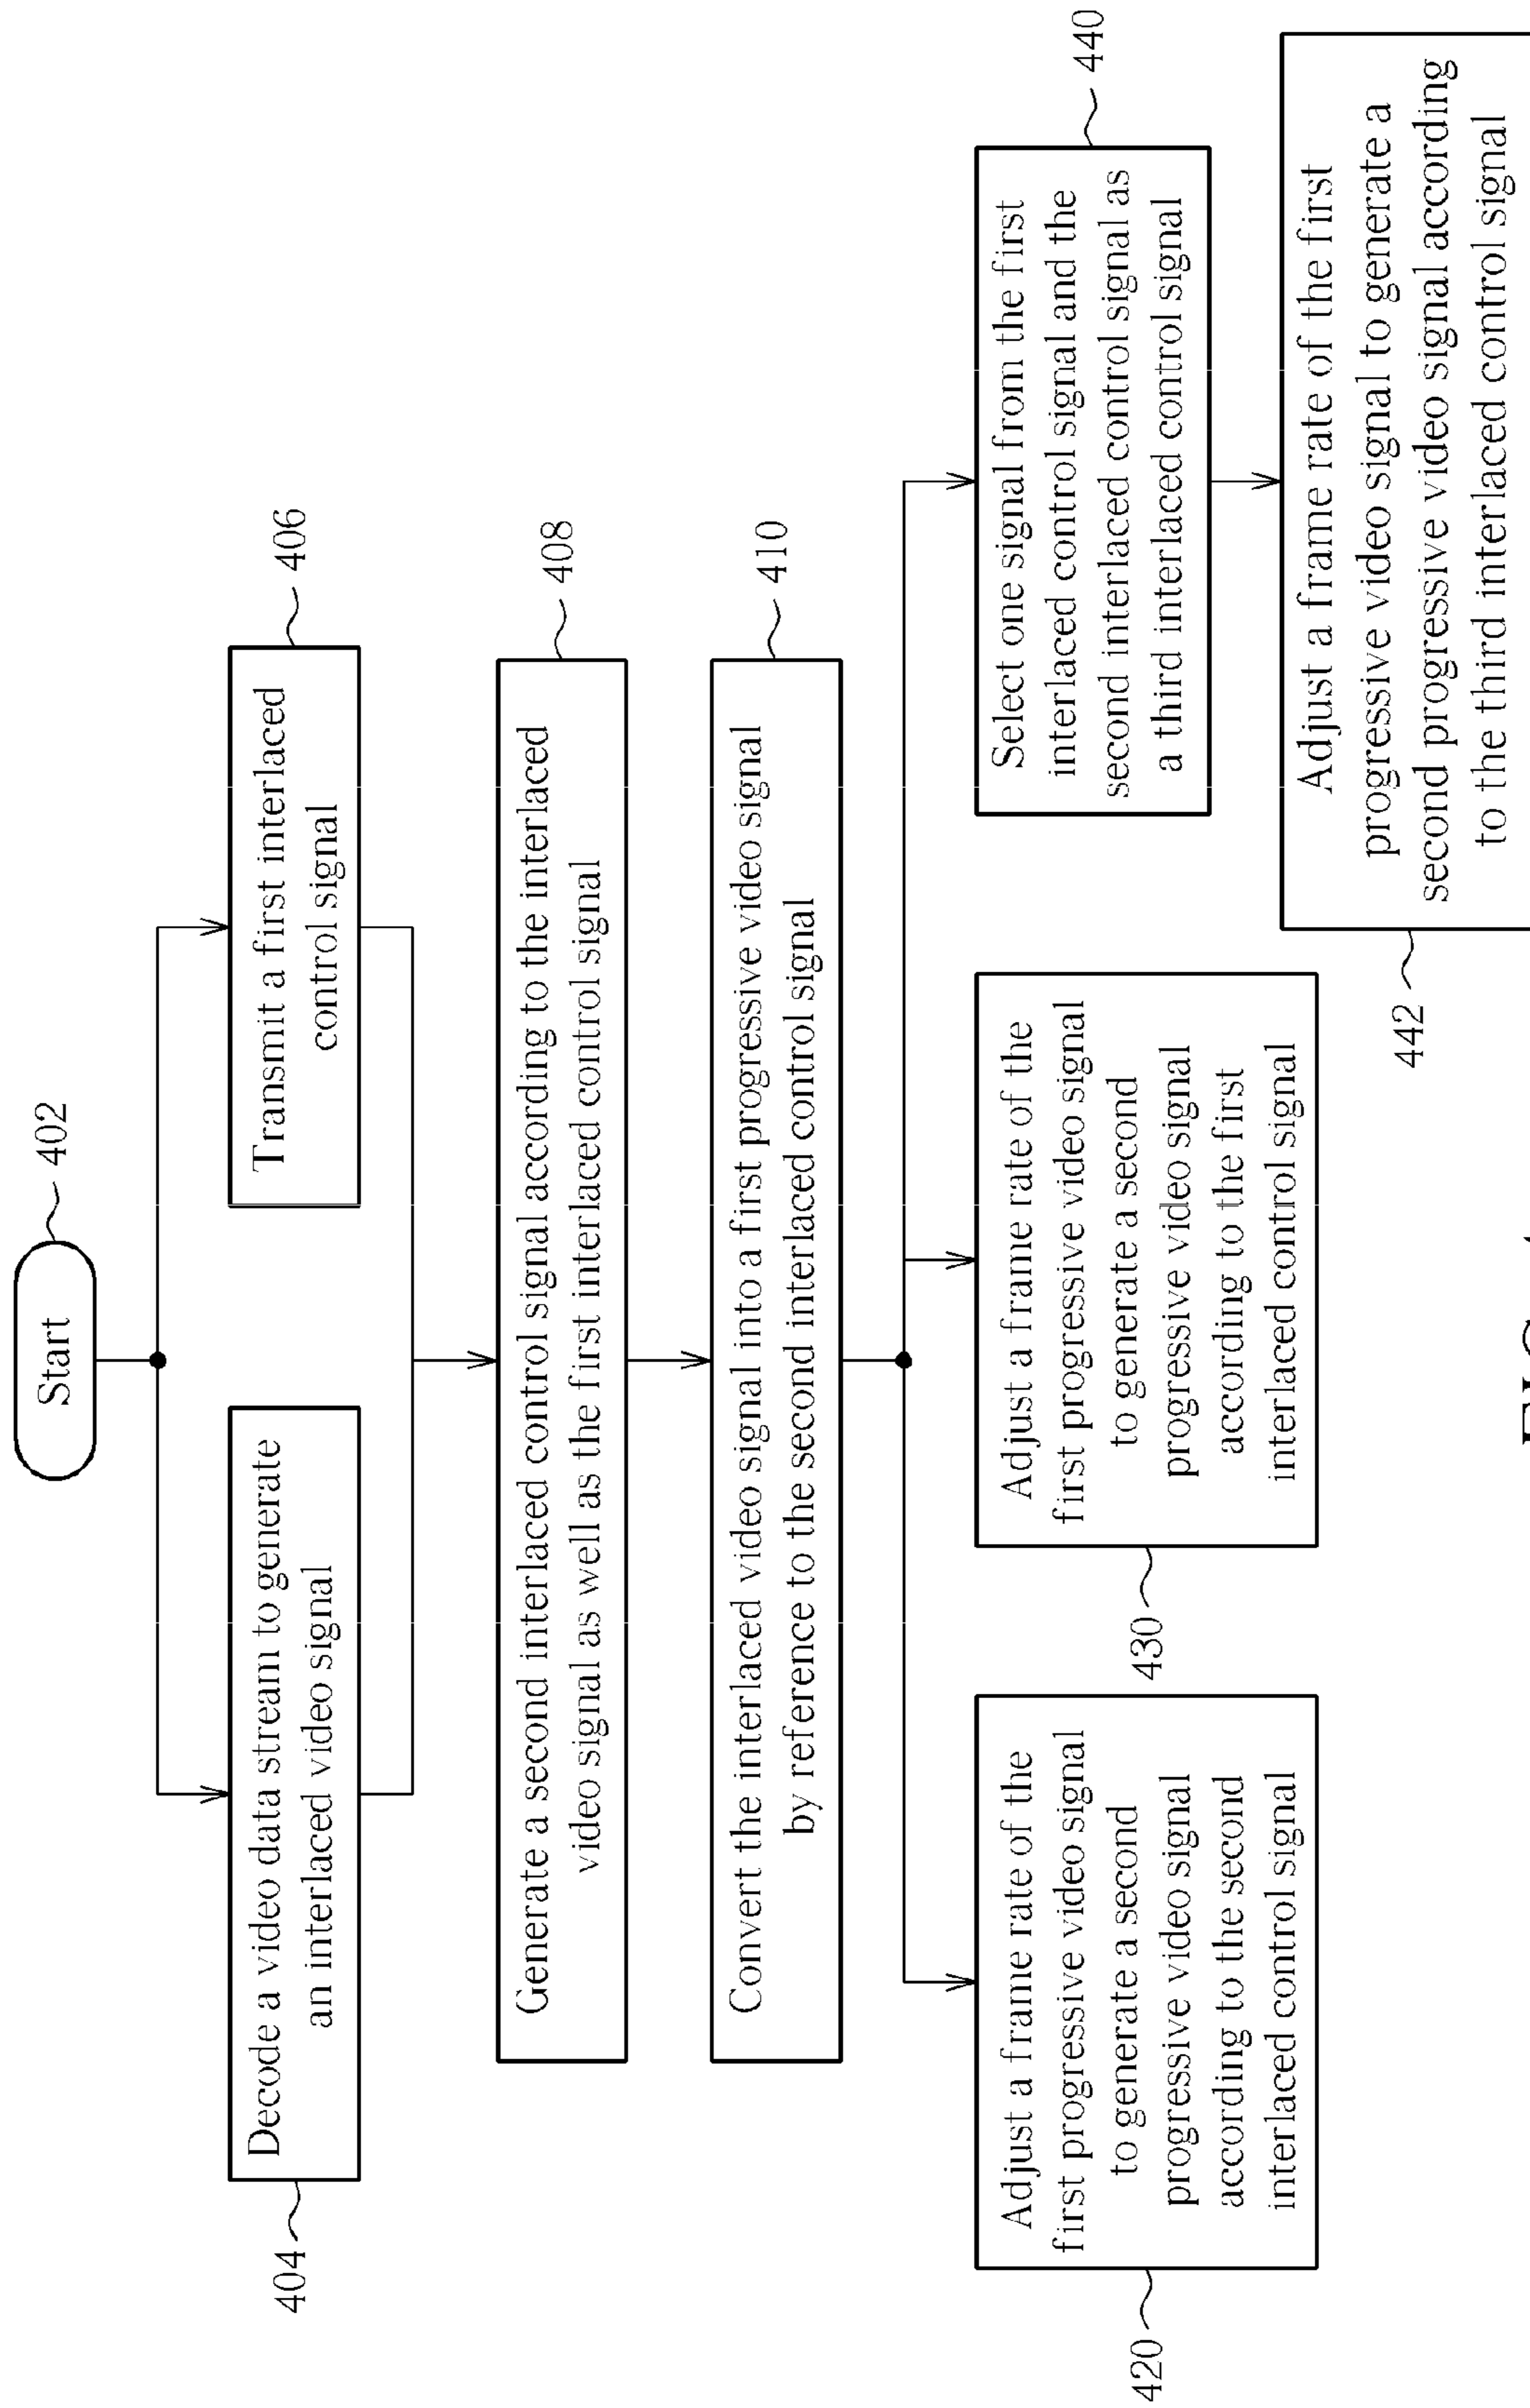 Start
402
404
Decode a video data stream to generate
an interlaced video signal
Transmit a first interlaced
control signal
406
Generate a second interlaced control signal according to the interlaced
video signal as well as the first interlaced control signal
408
Convert the interlaced video signal into a first progressive video signal
by reference to the second interlaced control signal
410
420
Adjust a frame rate of the
first progressive video signal
to generate a second
progressive video signal
according to the second
interlaced control signal
430
Adjust a frame rate of the
first progressive video signal
to generate a second
progressive video signal
according to the first
interlaced control signal
Select one signal from the first
interlaced control signal and the
second interlaced control signal as
a third interlaced control signal
440
442
Adjust a frame rate of the first
progressive video signal to generate a
second progressive video signal according
to the third interlaced control signal